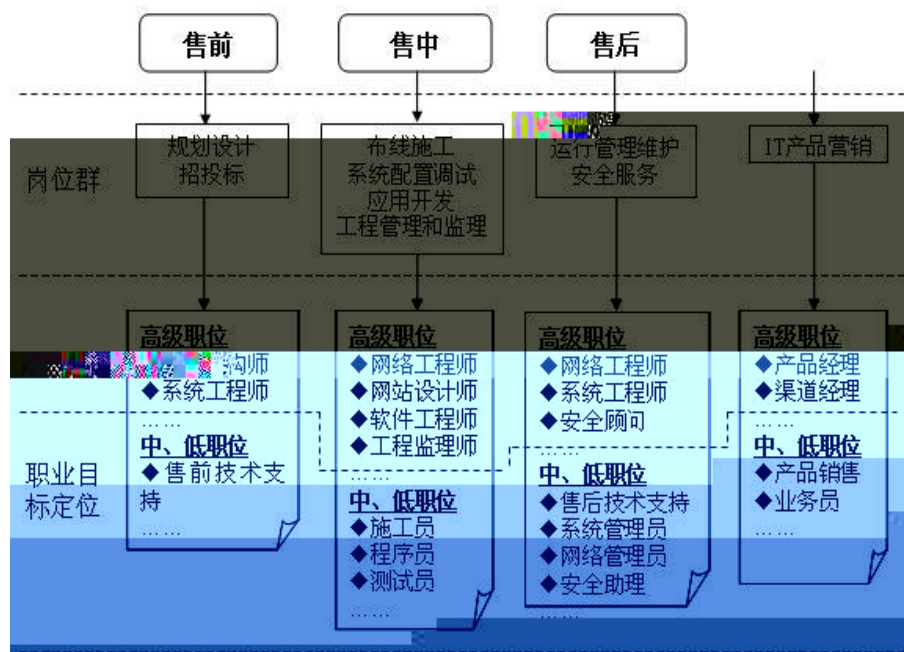 售前
售中
售后
岗位群
规划设计
招投标
布线施工
系统配置调试
应用开发
工程管理和监理
运行管理维护
安全服务
IT产品营销
职业目
标定位
高级职位
构师
◆系统工程师
……
中、低职位
◆售前技术支
持
……
高级职位
◆网络工程师
◆网站设计师
◆软件工程师
◆工程监理师
……
中、低职位
◆施工员
◆程序员
◆测试员
……
高级职位
◆网络工程师
◆系统工程师
◆安全顾问
……
中、低职位
◆售后技术支持
◆系统管理员
◆网络管理员
◆安全助理
……
高级职位
◆产品经理
◆渠道经理
……
中、低职位
◆产品销售
◆业务员
……